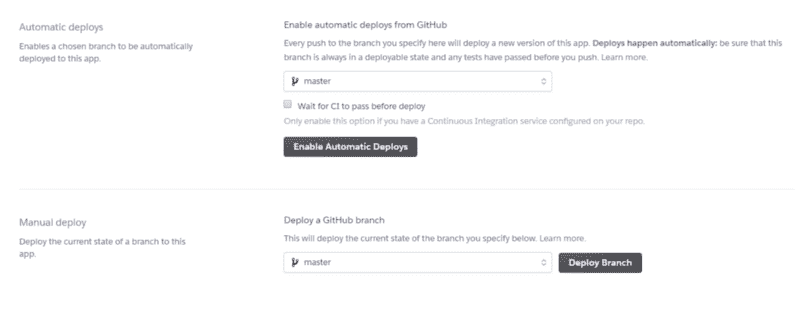 Automatic deploys
Enables a chosen branch to be automatically
deployed to this app.
Enable automatic deploys from GitHub
Every push to the branch you specify here will deploy a new version of this app. Deploys happen automatically: be sure that this
branch is always in a deployable state and any tests have passed before you push. Learn more.
master
Wait for CI to pass before deploy
Only enable this option if you have a Continuous Integration service configured on your repo.
Enable Automatic Deploys
Manual deploy
Deploy the current state of a branch to this
app.
Deploy a GitHub branch
This will deploy the current state of the branch you specify below. Learn more.
master
Deploy Branch